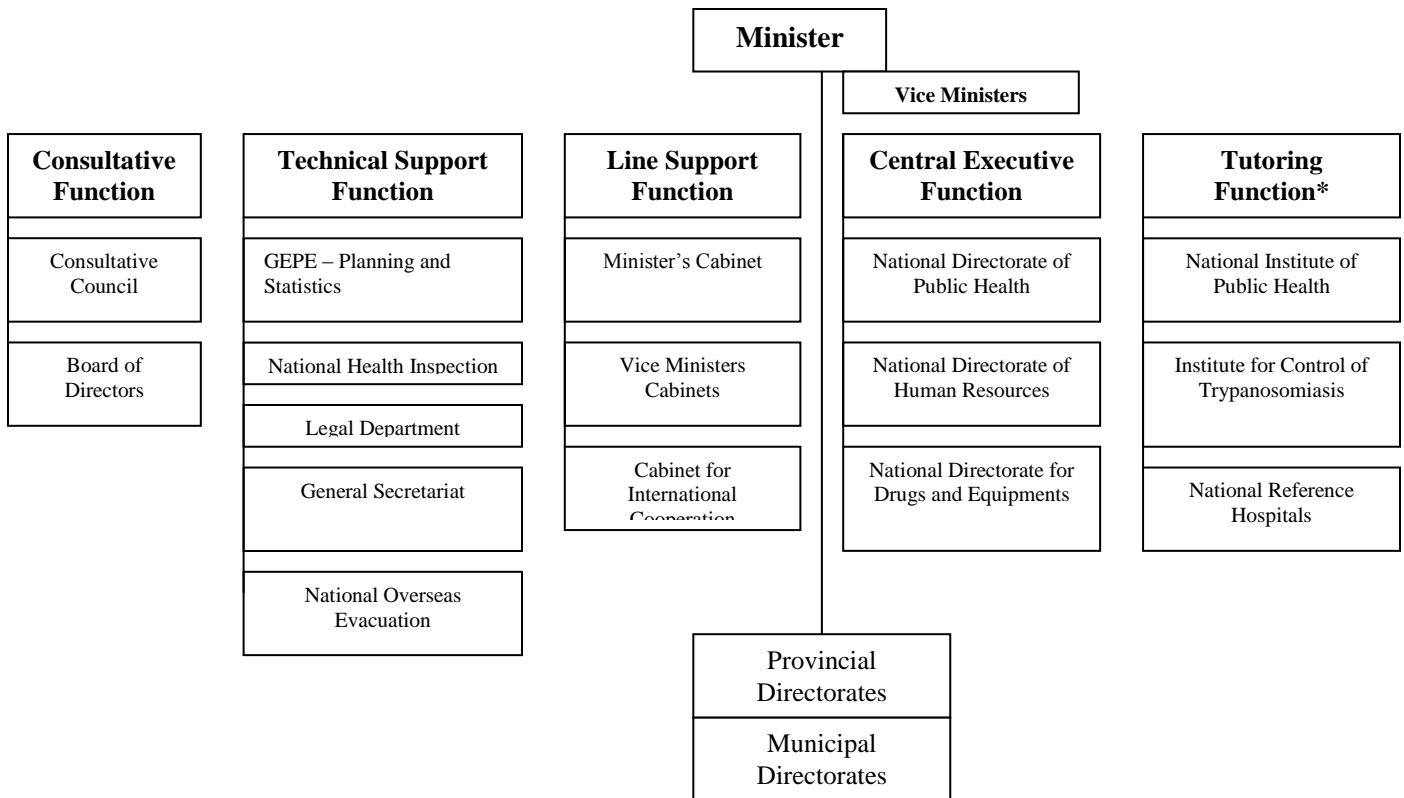 Minister
Vice Ministers
Consultative
Function
Consultative
Council
Board of
Directors
Technical Support
Function
GEPE – Planning and
Statistics
National Health Inspection
Legal Department
General Secretariat
National Overseas
Evacuation
Line Support
Function
Minister’s Cabinet
Vice Ministers
Cabinets
Cabinet for
International
Cooperation
Central Executive
Function
National Directorate of
Public Health
National Directorate of
Human Resources
National Directorate for
Drugs and Equipments
Tutoring
Function*
National Institute of
Public Health
Institute for Control of
Trypanosomiasis
National Reference
Hospitals
Provincial
Directorates
Municipal
Directorates